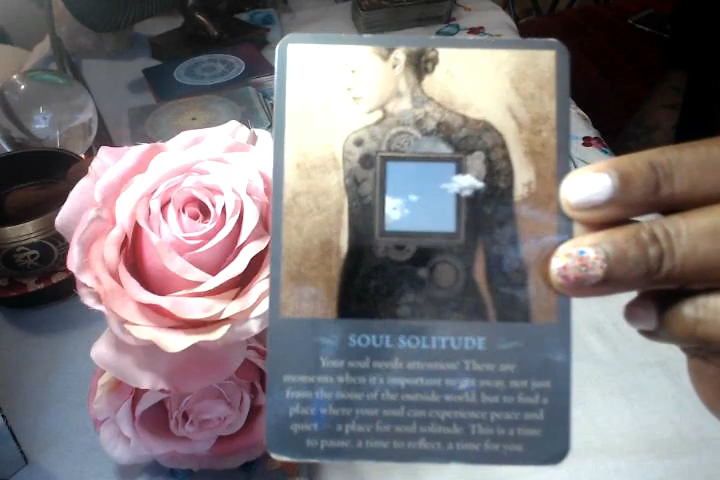 SOUL SOLITUDE
Your soul needs attention! There are
moments when it's important to get away, not just
from the noise of the outside world, but to find a
place where your soul can experience peace and
quiet — a place for soul solitude. This is a time
to pause, a time to reflect, a time for you.